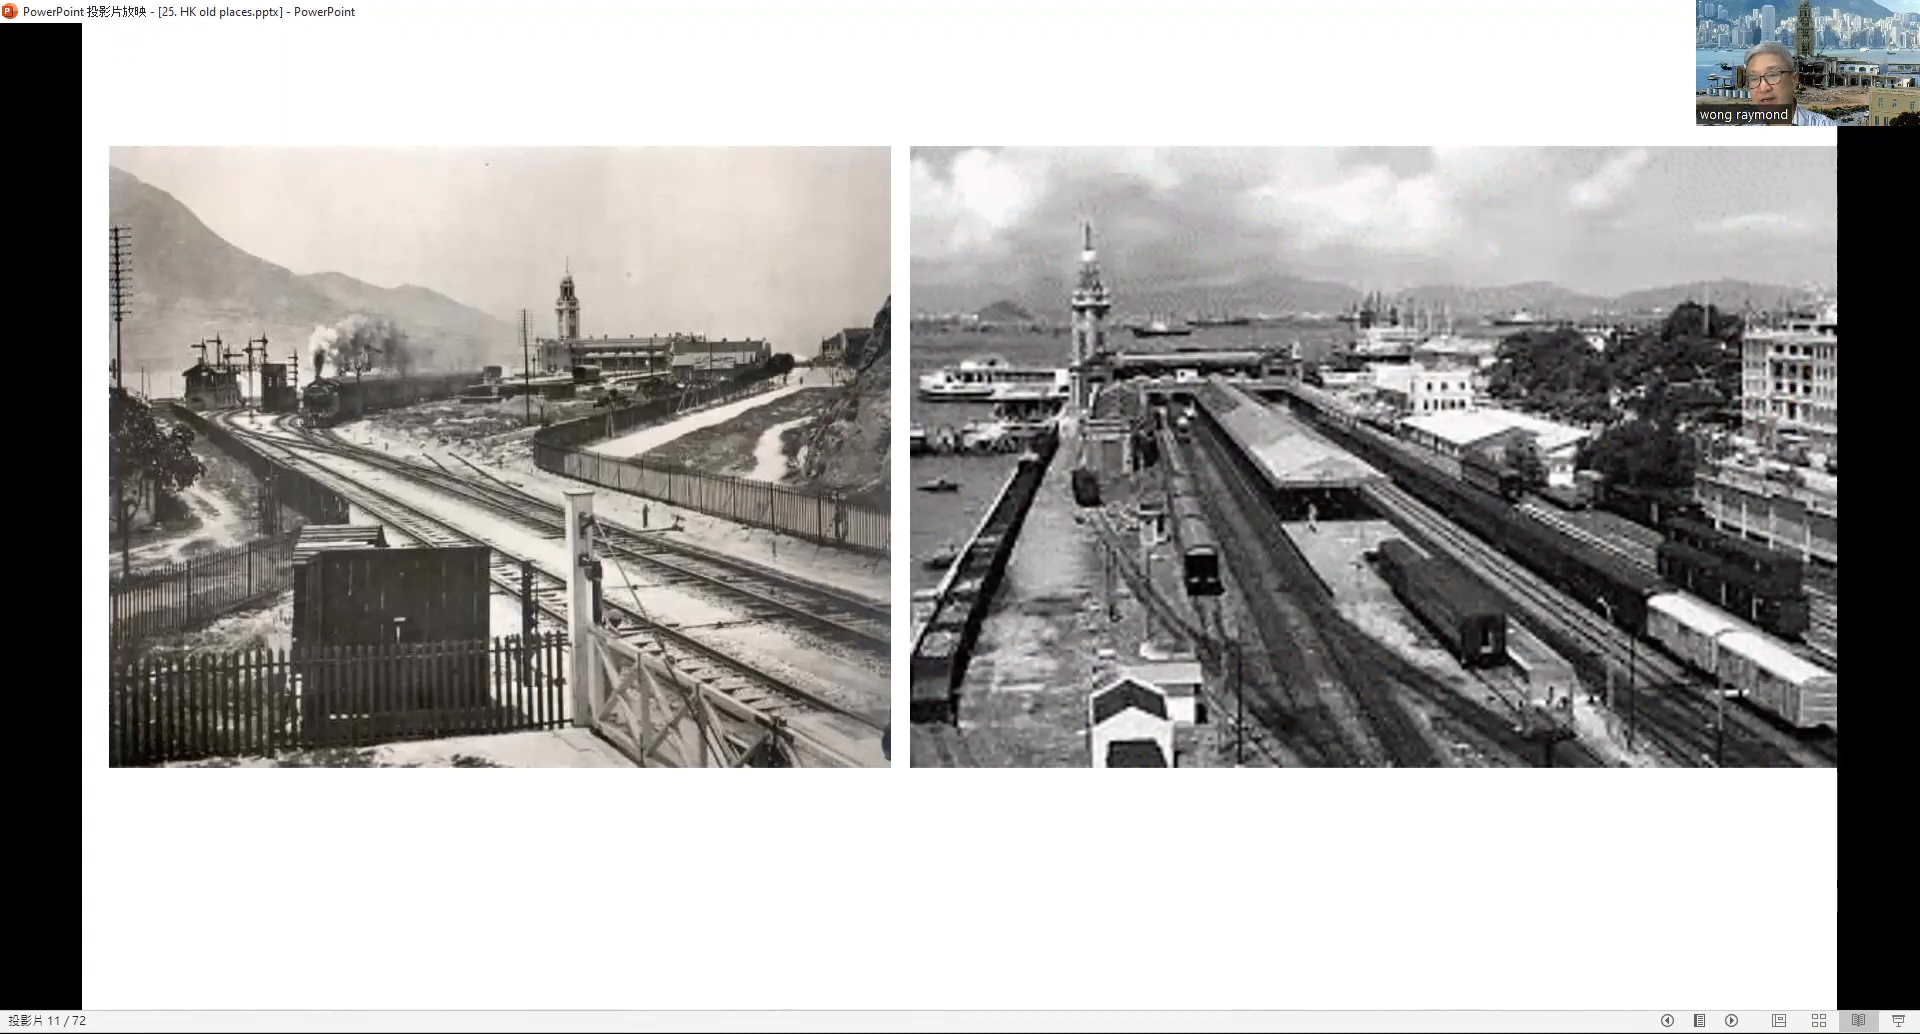 PowerPoint 投影片放映 - [25. HK old places.pptx] - PowerPoint
wong raymond
投影片 11 / 72